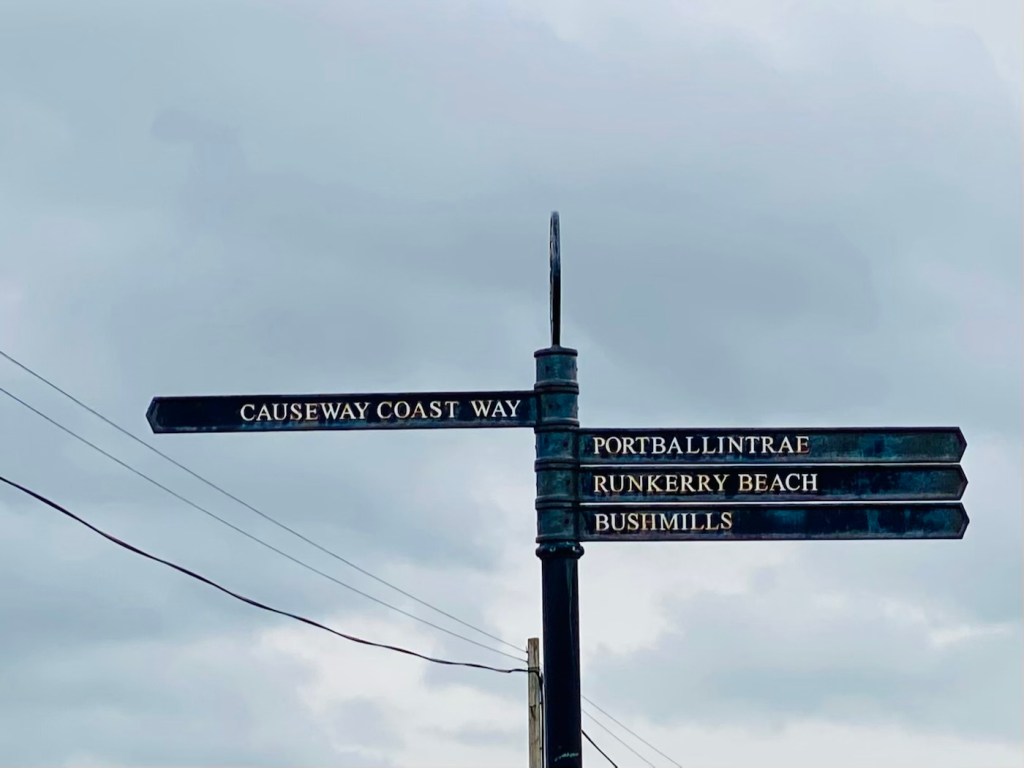 CAUSEWAY COAST WAY
PORTBALLINTRAE
RUNKERRY BEACH
BUSHMILLS